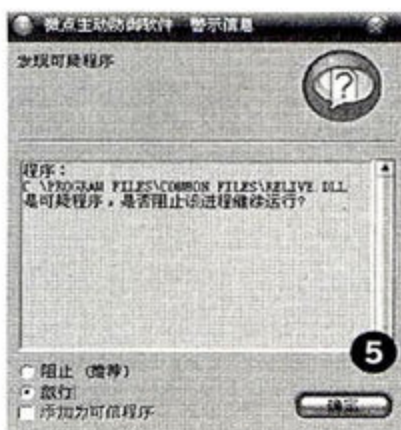 微点主动防御软件 警示信息
发现可疑程序
程序：
C:\PROGRAM FILES\COMMON FILES\RELIVE.DLL
是可疑程序，是否阻止该进程继续运行？
5
阻止（推荐）
放行
添加为可信程序
确定